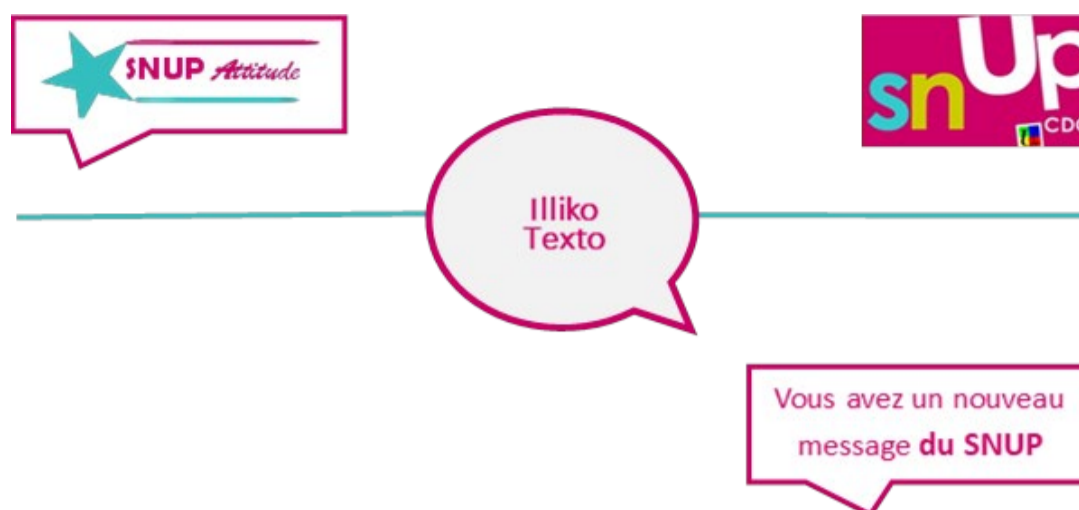 SNUP Attitude
snUp
CDC
Illiko
Texto
Vous avez un nouveau
message du SNUP